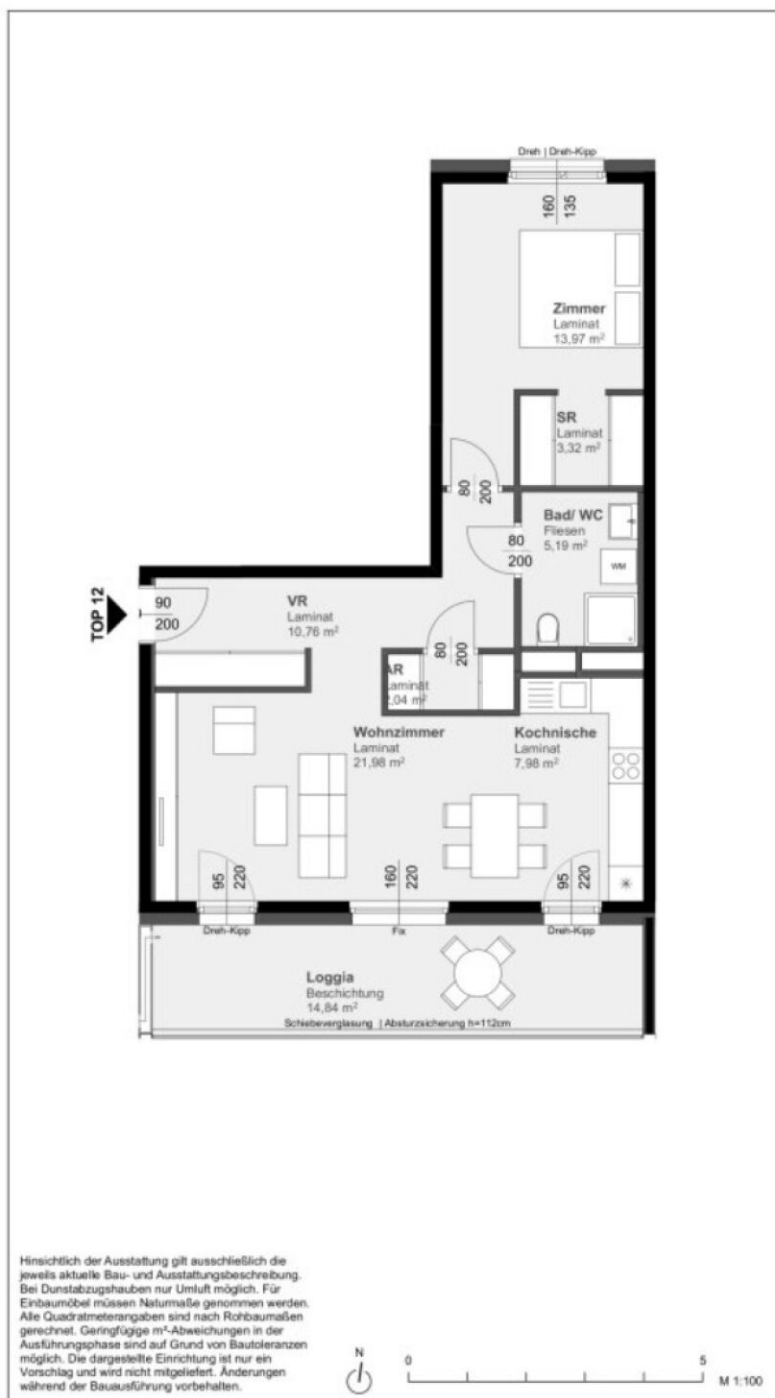 Dreh | Dreh-Kipp
160
135
Zimmer
Laminat
13,97 m²
SR
Laminat
3,32 m²
80
200
Bad/ WC
Fliesen
5,19 m²
80
200
WM
TOP 12
90
200
VR
Laminat
10,76 m²
80
200
AR
Laminat
2,04 m²
Wohnzimmer
Laminat
21,98 m²
Kochnische
Laminat
7,98 m²
95
220
160
220
95
220
Dreh-Kipp
Fix
Dreh-Kipp
Loggia
Beschichtung
14,84 m²
Schiebeverglasung | Absturzsicherung h=112cm
Hinsichtlich der Ausstattung gilt ausschließlich die
jeweils aktuelle Bau- und Ausstattungsbeschreibung.
Bei Dunstabzugshauben nur Umluft möglich. Für
Einbaumöbel müssen Naturmaße genommen werden.
Alle Quadratmeterangaben sind nach Rohbaumaßen
gerechnet. Geringfügige m²-Abweichungen in der
Ausführungsphase sind auf Grund von Bautoleranzen
möglich. Die dargestellte Einrichtung ist nur ein
Vorschlag und wird nicht mitgeliefert. Änderungen
während der Bauausführung vorbehalten.
N
0
5
M 1:100